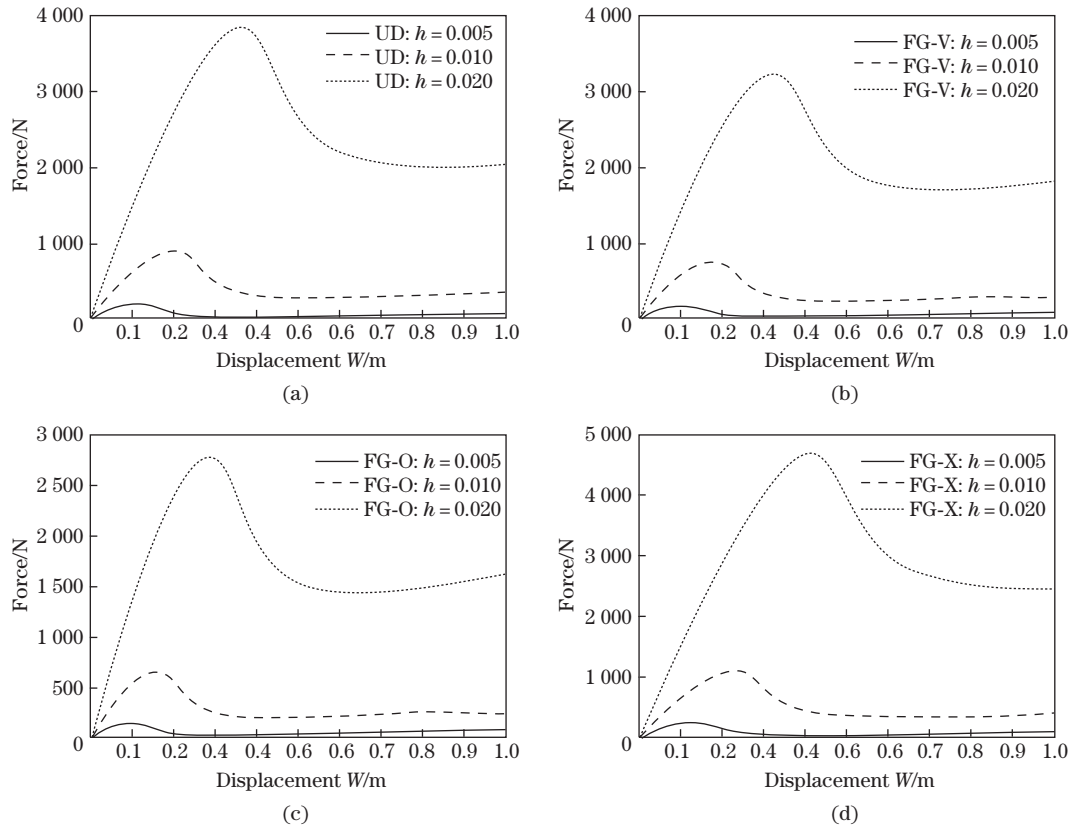 4 000
3 000
2 000
1 000
0
Force/N
UD: h = 0.005
UD: h = 0.010
UD: h = 0.020
0.1 0.2 0.4 0.4 0.6 0.6 0.7 0.8 0.9 1.0
Displacement W/m
(a)
4 000
3 000
2 000
1 000
0
Force/N
FG-V: h = 0.005
FG-V: h = 0.010
FG-V: h = 0.020
0.1 0.2 0.4 0.4 0.6 0.6 0.7 0.8 0.9 1.0
Displacement W/m
(b)
3 000
2 500
2 000
1 500
1 000
500
0
Force/N
FG-O: h = 0.005
FG-O: h = 0.010
FG-O: h = 0.020
0.1 0.2 0.4 0.4 0.6 0.6 0.7 0.8 0.9 1.0
Displacement W/m
(c)
5 000
4 000
3 000
2 000
1 000
0
Force/N
FG-X: h = 0.005
FG-X: h = 0.010
FG-X: h = 0.020
0.1 0.2 0.4 0.4 0.6 0.6 0.7 0.8 0.9 1.0
Displacement W/m
(d)